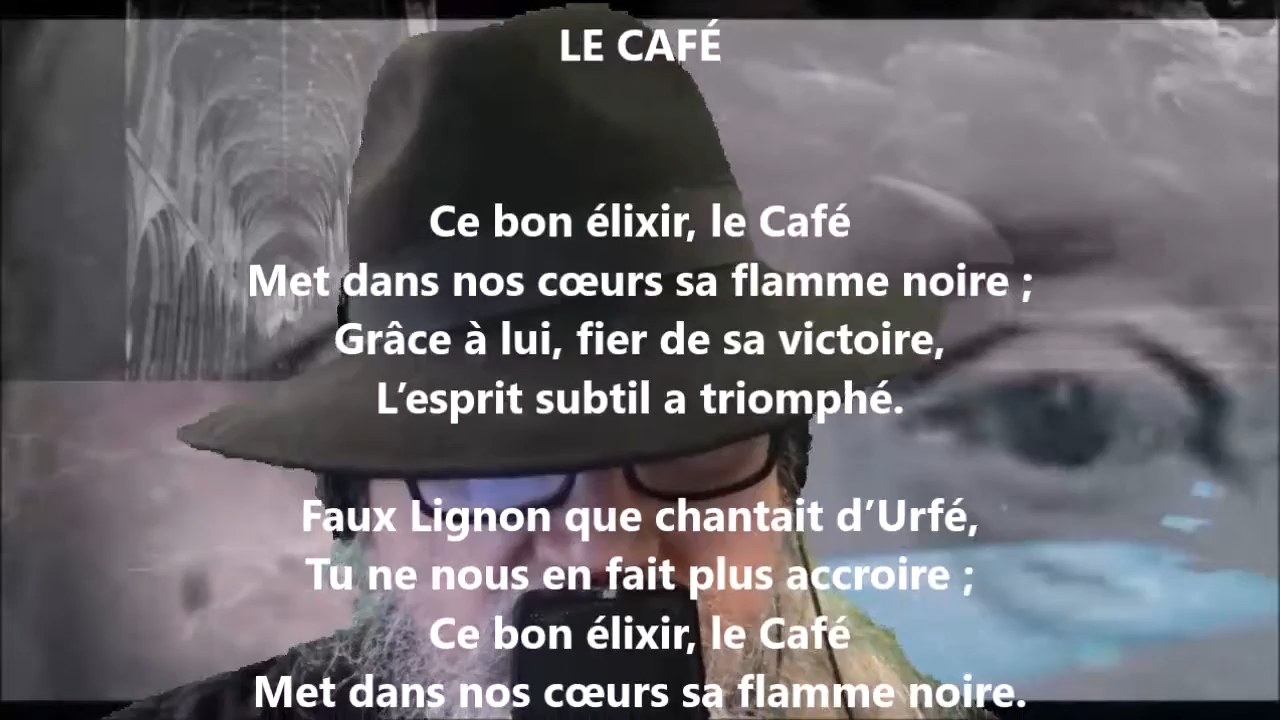 LE CAFÉ
Ce bon élixir, le Café
Met dans nos cœurs sa flamme noire ;
Grâce à lui, fier de sa victoire,
L’esprit subtil a triomphé.
Faux Lignon que chantait d’Urfé,
Tu ne nous en fait plus accroire ;
Ce bon élixir, le Café
Met dans nos cœurs sa flamme noire.